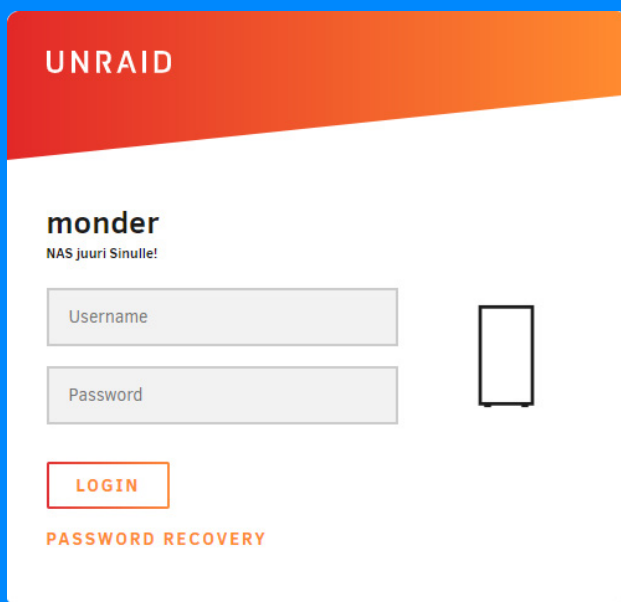 UNRAID
monder
NAS juuri Sinulle!
Username
Password
LOGIN
PASSWORD RECOVERY